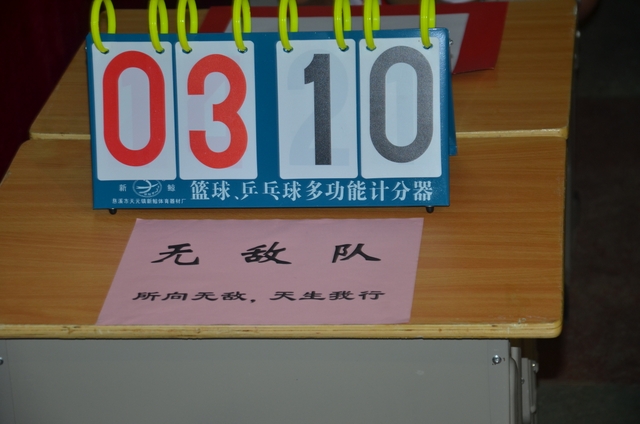 03 10
新 鲸 篮球、乒乓球多功能计分器
无敌队
所向无敌，天生我行